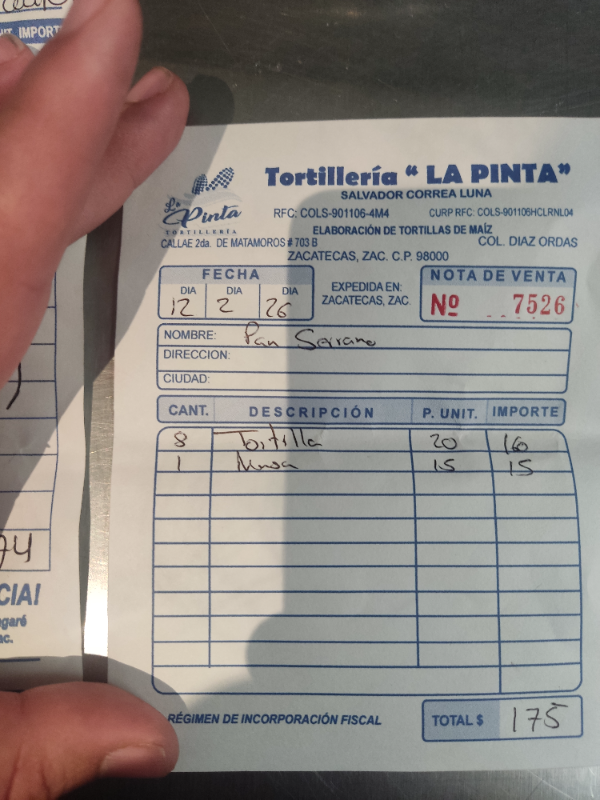 IMPORT
Tortillería “ LA PINTA”
SALVADOR CORREA LUNA
La Pinta
TORTILLERÍA
RFC: COLS-901106-4M4 CURP RFC: COLS-901106HCLRNL04
ELABORACIÓN DE TORTILLAS DE MAÍZ
CALLAE 2da. DE MATAMOROS # 703 B COL. DIAZ ORDAS
ZACATECAS, ZAC. C.P. 98000
FECHA
DIA DIA DIA
12 2 26
EXPEDIDA EN:
ZACATECAS, ZAC.
NOTA DE VENTA
Nº 7526
NOMBRE: Pan Serrano
DIRECCION:
CIUDAD:
CANT. DESCRIPCIÓN P. UNIT. IMPORTE
8 Tortilla 20 160
1 Masa 15 15
74
CIAI
garé
ac.
RÉGIMEN DE INCORPORACIÓN FISCAL
TOTAL $ 175